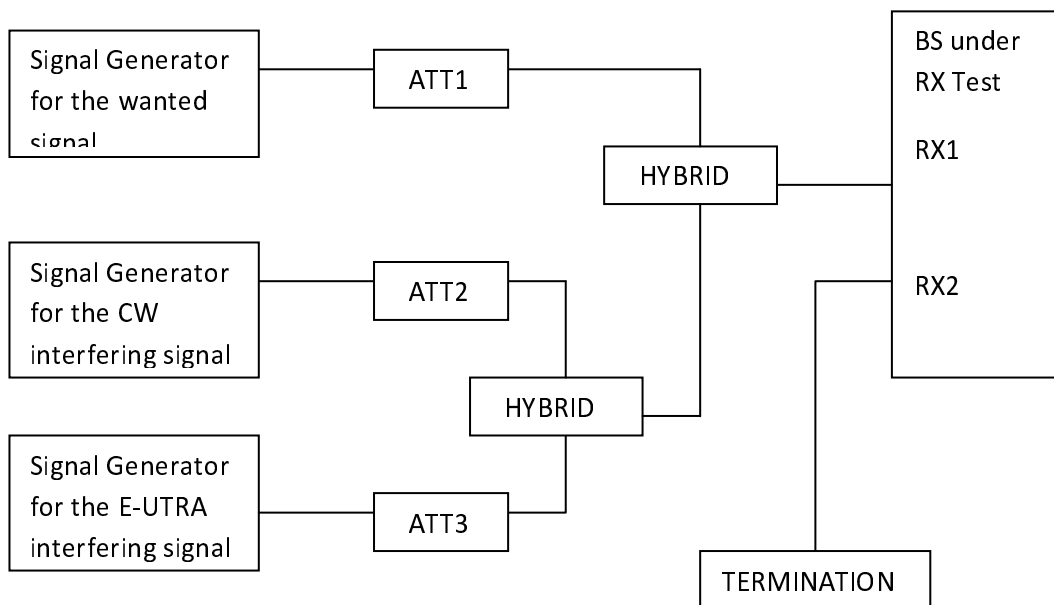 Signal Generator
for the wanted
signal
ATT1
HYBRID
BS under
RX Test
RX1
RX2
Signal Generator
for the CW
interfering signal
ATT2
HYBRID
Signal Generator
for the E-UTRA
interfering signal
ATT3
TERMINATION